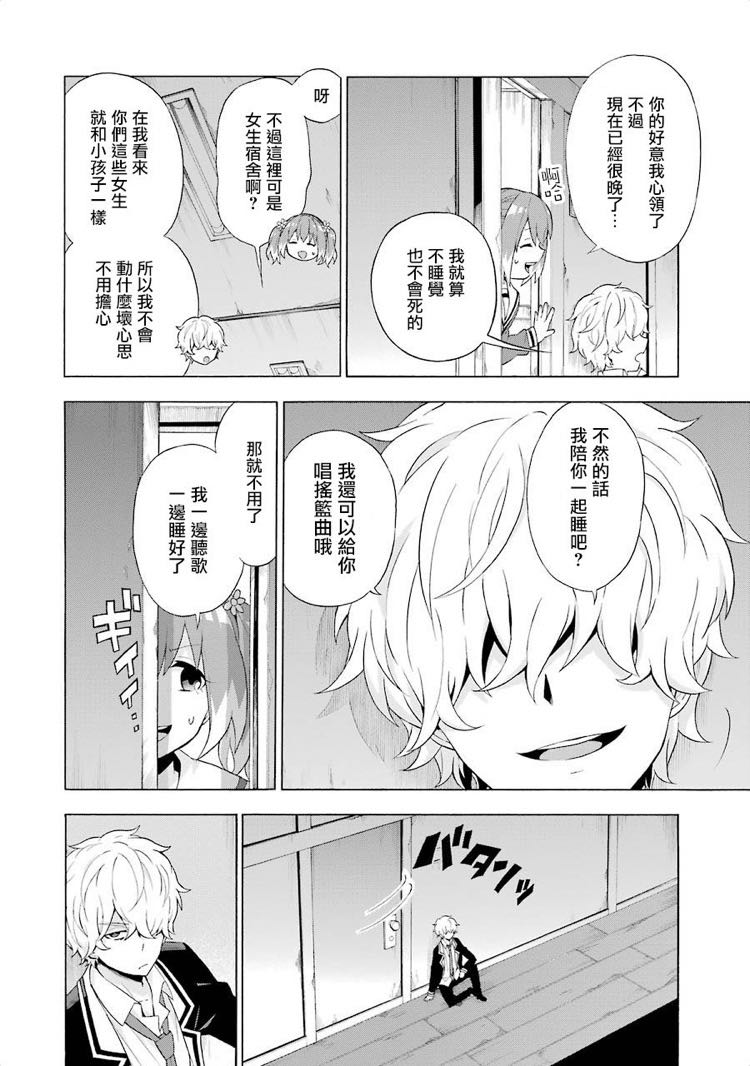 你的好意我心領了
不過
現在已經很晚了…
啊哈
我就算
不睡覺
也不會死的
呀
不過這裡可是
女生宿舍啊?
在我看來
你們這些女生
就和小孩子一樣
所以我不會
動什麼壞心思
不用擔心
不然的話
我陪你一起睡吧?
我還可以給你
唱搖籃曲哦
那就不用了
我一邊聽歌
一邊睡好了
ギィィ…
バタンッ